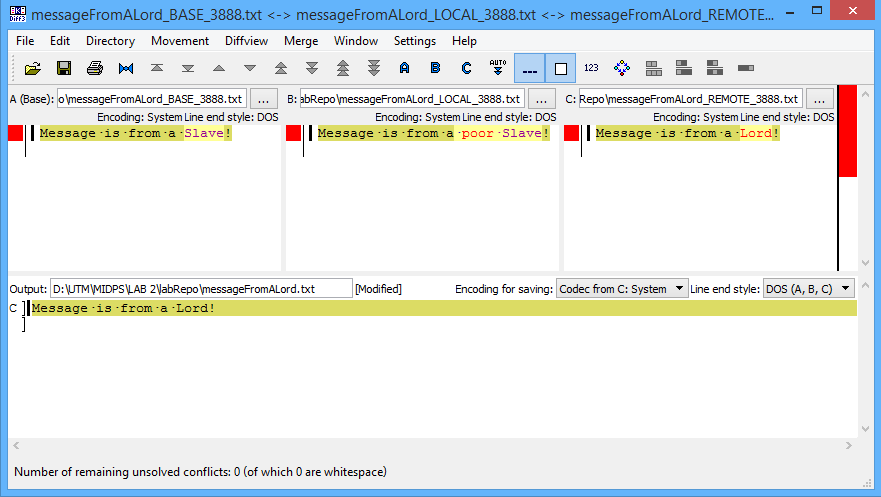 messageFromALord_BASE_3888.txt <-> messageFromALord_LOCAL_3888.txt <-> messageFromALord_REMOTE...
File Edit Directory Movement Diffview Merge Window Settings Help
A B C AUTO 123
A (Base): o\messageFromALord_BASE_3888.txt ... B: abRepo\messageFromALord_LOCAL_3888.txt ... C: Repo\messageFromALord_REMOTE_3888.txt ...
Encoding: System Line end style: DOS Encoding: System Line end style: DOS Encoding: System Line end style: DOS
Message·is·from·a·Slave! Message·is·from·a·poor·Slave! Message·is·from·a·Lord!
Output: D:\UTM\MIDPS\LAB 2\labRepo\messageFromALord.txt [Modified] Encoding for saving: Codec from C: System Line end style: DOS (A, B, C)
C Message·is·from·a·Lord!
Number of remaining unsolved conflicts: 0 (of which 0 are whitespace)